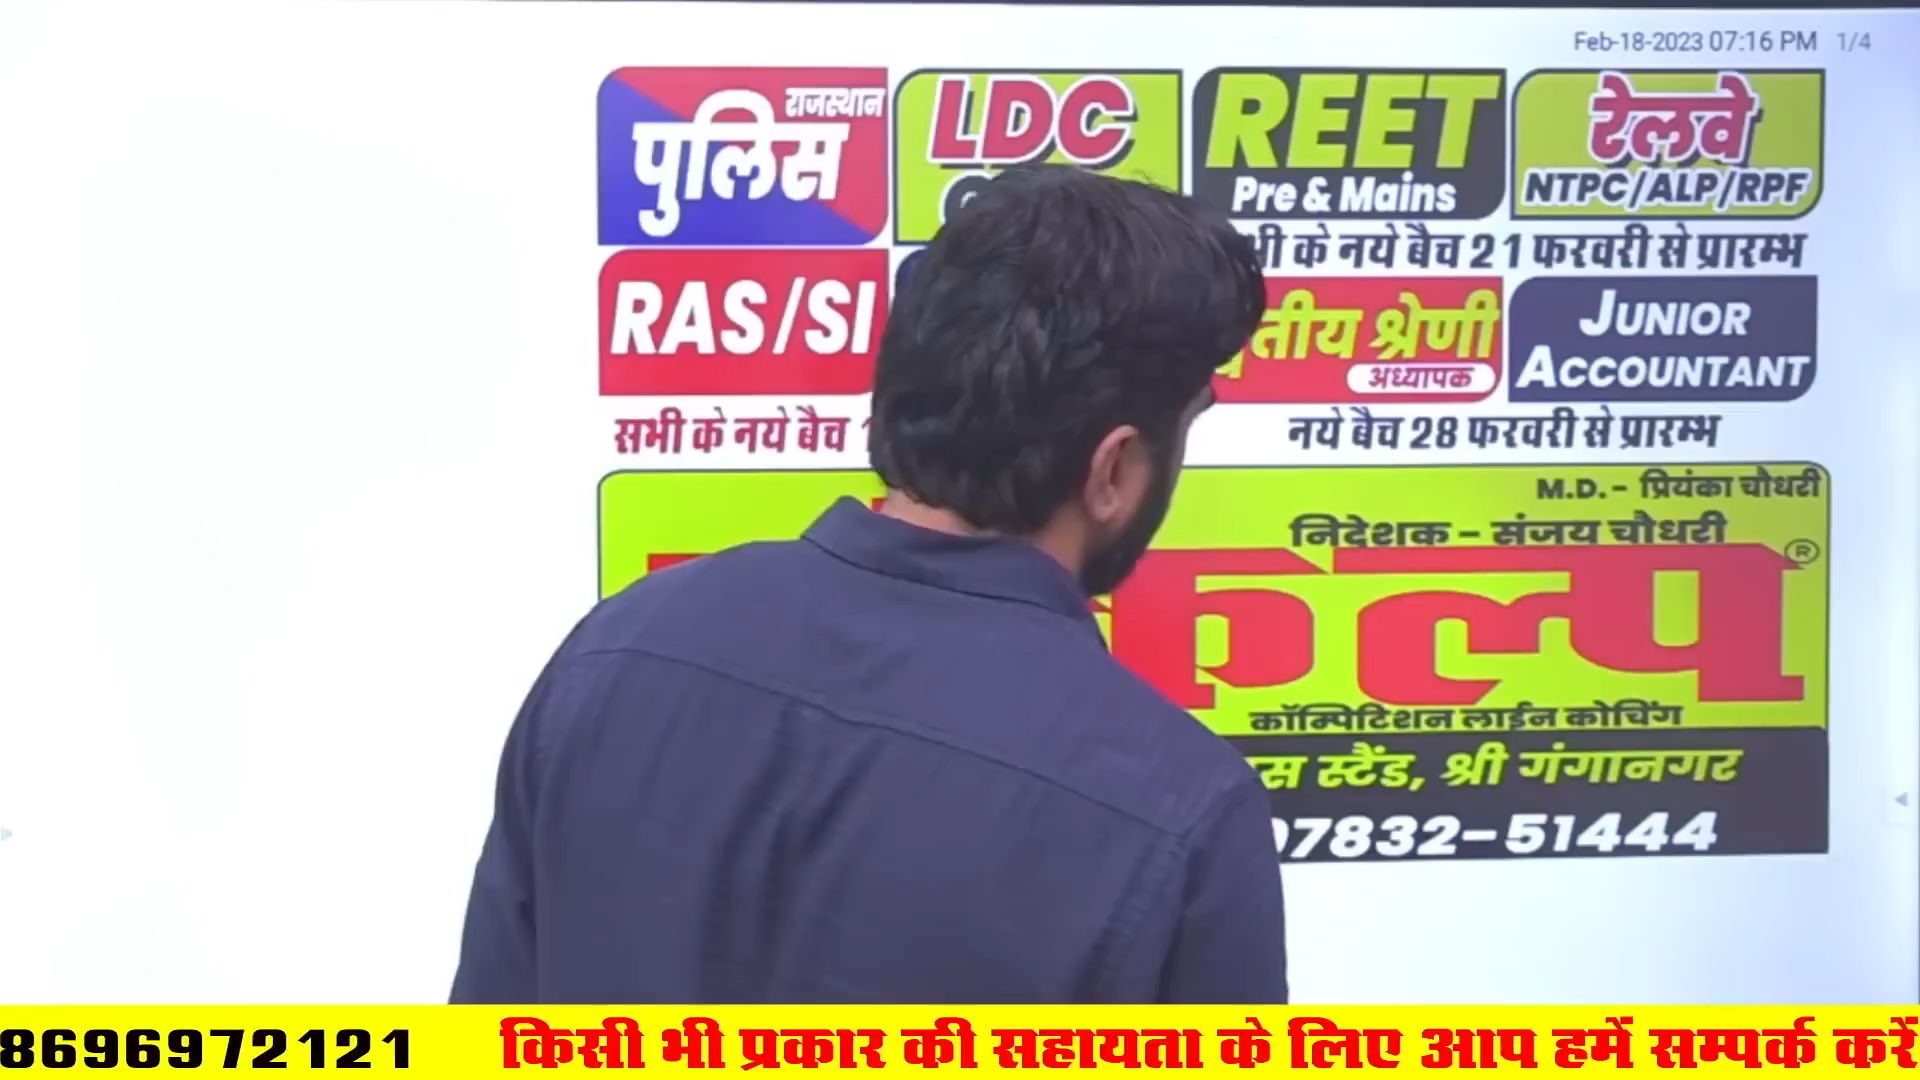 Feb-18-2023 07:16 PM 1/4
राजस्थान
पुलिस
LDC
REET
Pre & Mains
रेलवे
NTPC/ALP/RPF
के नये बैच 21 फरवरी से प्रारम्भ
RAS/SI
श्रेणी
अध्यापक
JUNIOR
ACCOUNTANT
सभी के नये बैच
नये बैच 28 फरवरी से प्रारम्भ
M.D.- प्रियंका चौधरी
निदेशक - संजय चौधरी
कल्प ®
कॉम्पिटिशन लाईन कोचिंग
स्टैंड, श्री गंगानगर
07832-51444
8696972121 किसी भी प्रकार की सहायता के लिए आप हमें सम्पर्क करें